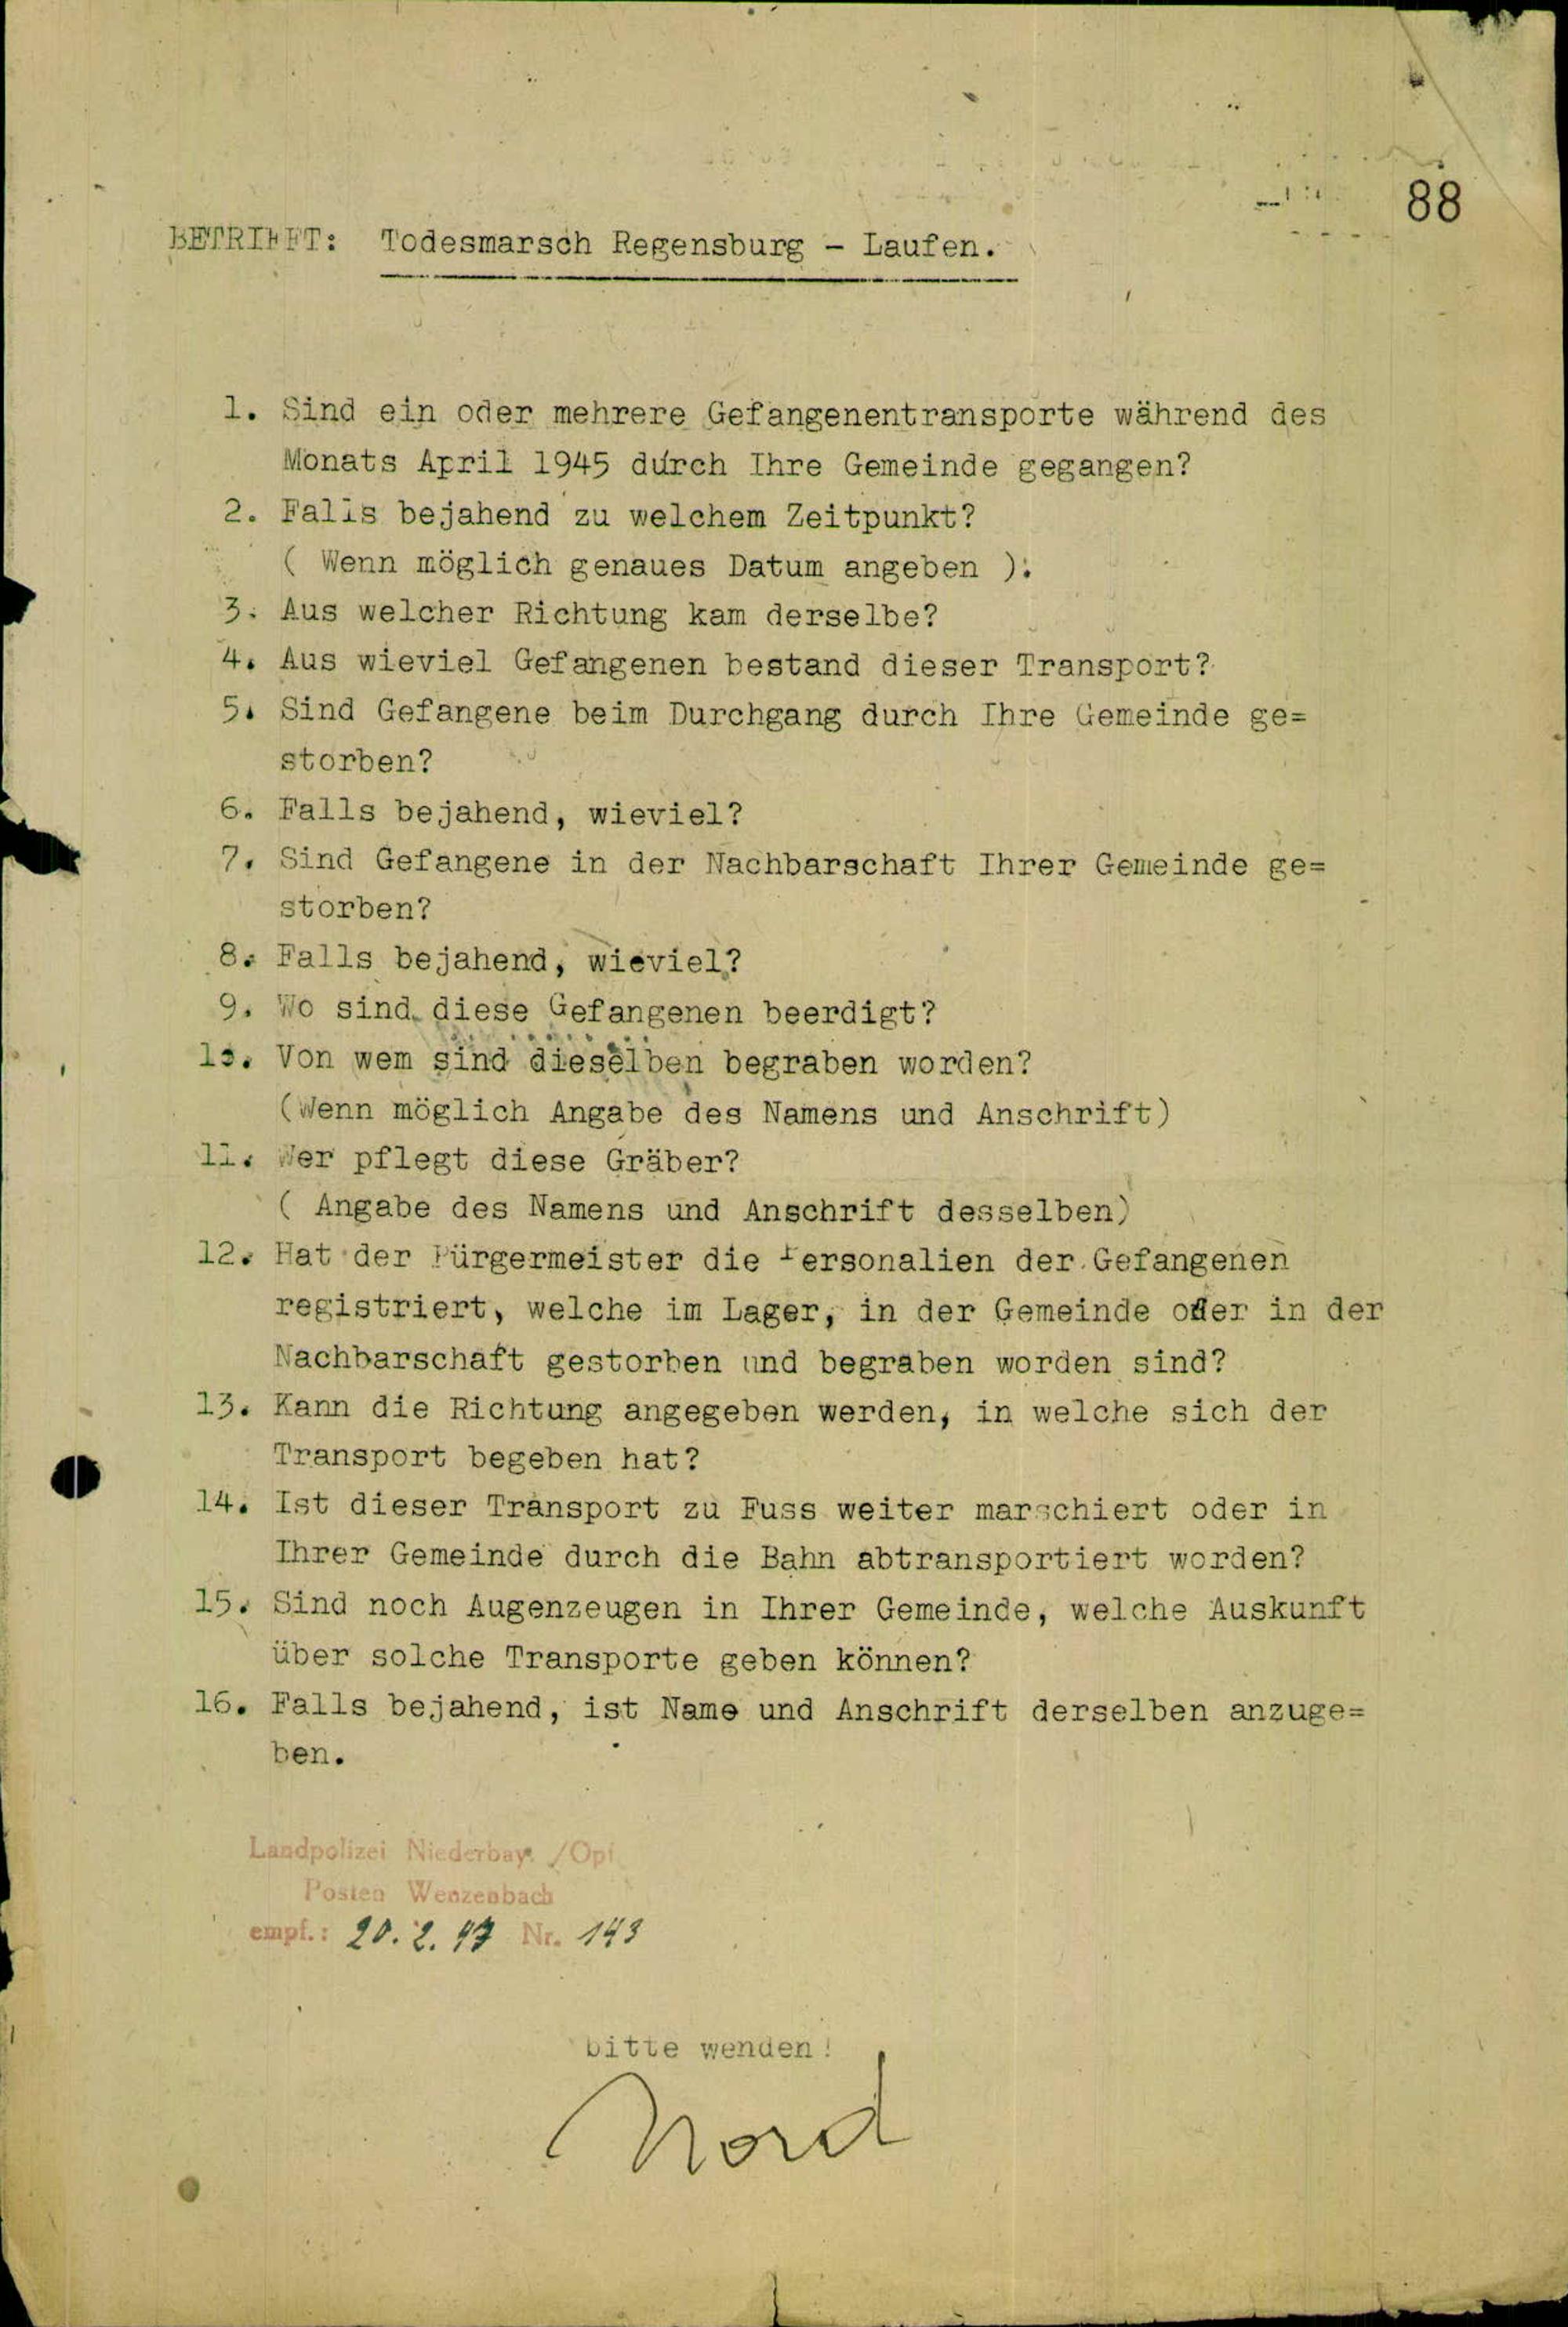 88
BETRIFFT: Todesmarsch Regensburg - Laufen.
1. Sind ein oder mehrere Gefangenentransporte während des
Monats April 1945 durch Ihre Gemeinde gegangen?
2. Falls bejahend zu welchem Zeitpunkt?
( Wenn möglich genaues Datum angeben ).
3. Aus welcher Richtung kam derselbe?
4. Aus wieviel Gefangenen bestand dieser Transport?
5. Sind Gefangene beim Durchgang durch Ihre Gemeinde ge=
storben?
6. Falls bejahend, wieviel?
7. Sind Gefangene in der Nachbarschaft Ihrer Gemeinde ge=
storben?
8. Falls bejahend, wieviel?
9. Wo sind diese Gefangenen beerdigt?
1o. Von wem sind dieselben begraben worden?
(Wenn möglich Angabe des Namens und Anschrift)
11. Wer pflegt diese Gräber?
( Angabe des Namens und Anschrift desselben)
12. Hat der Bürgermeister die Personalien der Gefangenen
registriert, welche im Lager, in der Gemeinde oder in der
Nachbarschaft gestorben und begraben worden sind?
13. Kann die Richtung angegeben werden, in welche sich der
Transport begeben hat?
14. Ist dieser Transport zu Fuss weiter marschiert oder in
Ihrer Gemeinde durch die Bahn abtransportiert worden?
15. Sind noch Augenzeugen in Ihrer Gemeinde, welche Auskunft
über solche Transporte geben können?
16. Falls bejahend, ist Name und Anschrift derselben anzuge=
ben.
Landpolizei Niederbay. /Opf
Posten Wenzenbach
empf.: 20. 2. 47 Nr. 143
bitte wenden!
Nord